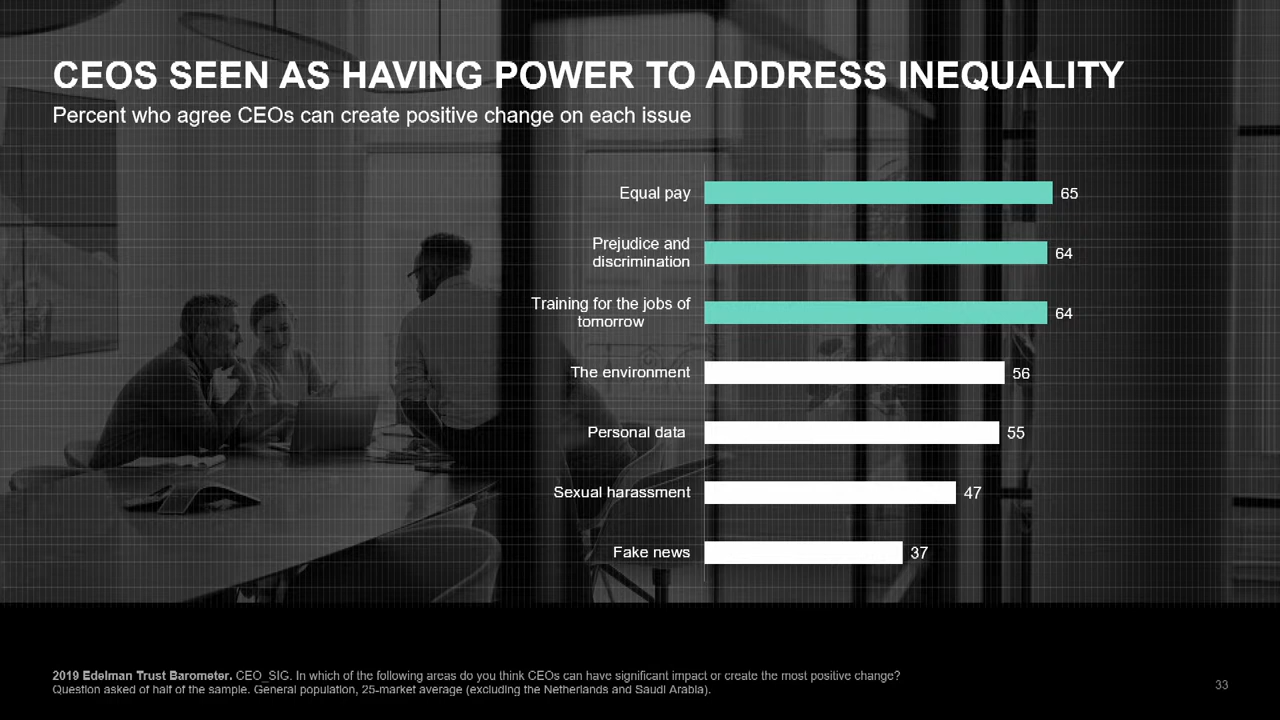 CEOS SEEN AS HAVING POWER TO ADDRESS INEQUALITY
Percent who agree CEOs can create positive change on each issue
Equal pay 65
Prejudice and
discrimination 64
Training for the jobs of
tomorrow 64
The environment 56
Personal data 55
Sexual harassment 47
Fake news 37
2019 Edelman Trust Barometer. CEO_SIG. In which of the following areas do you think CEOs can have significant impact or create the most positive change?
Question asked of half of the sample. General population, 25-market average (excluding the Netherlands and Saudi Arabia).
33